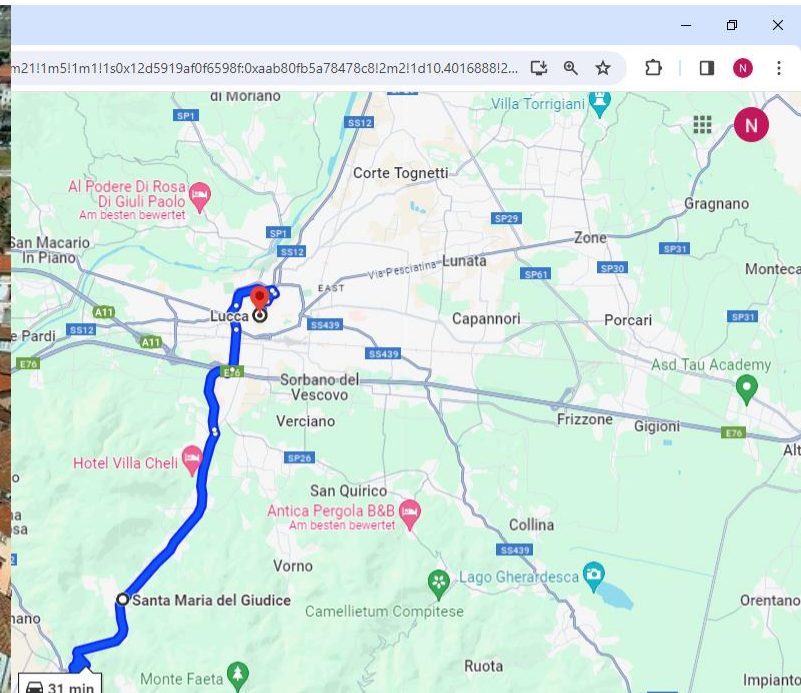 m21!1m5!1m1!1s0x12d5919af0f6598f:0xaab80fb5a78478c8!2m2!1d10.4016888!2...
N
di Moriano
Villa Torrigiani
SP1
SS12
N
Corte Tognetti
Al Podere Di Rosa
Di Giuli Paolo
Am besten bewertet
Gragnano
SP29
SP1
Zone
San Macario
In Piano
SS12
SP31
Lunata
Via Pesciatina
SP30
SP61
Monteca
EAST
A11
Lucca
SS439
Capannori
Porcari
SP31
e Pardi
SS12
A11
SS439
E76
E76
Asd Tau Academy
Sorbano del
Vescovo
Verciano
Frizzone
Gigioni
E76
Alt
Hotel Villa Cheli
SP26
San Quirico
Antica Pergola B&B
Am besten bewertet
Collina
SS439
Vorno
Lago Gherardesca
Santa Maria del Giudice
Camellietum Compitese
Orentano
Ruota
Monte Faeta
Impianto
31 min